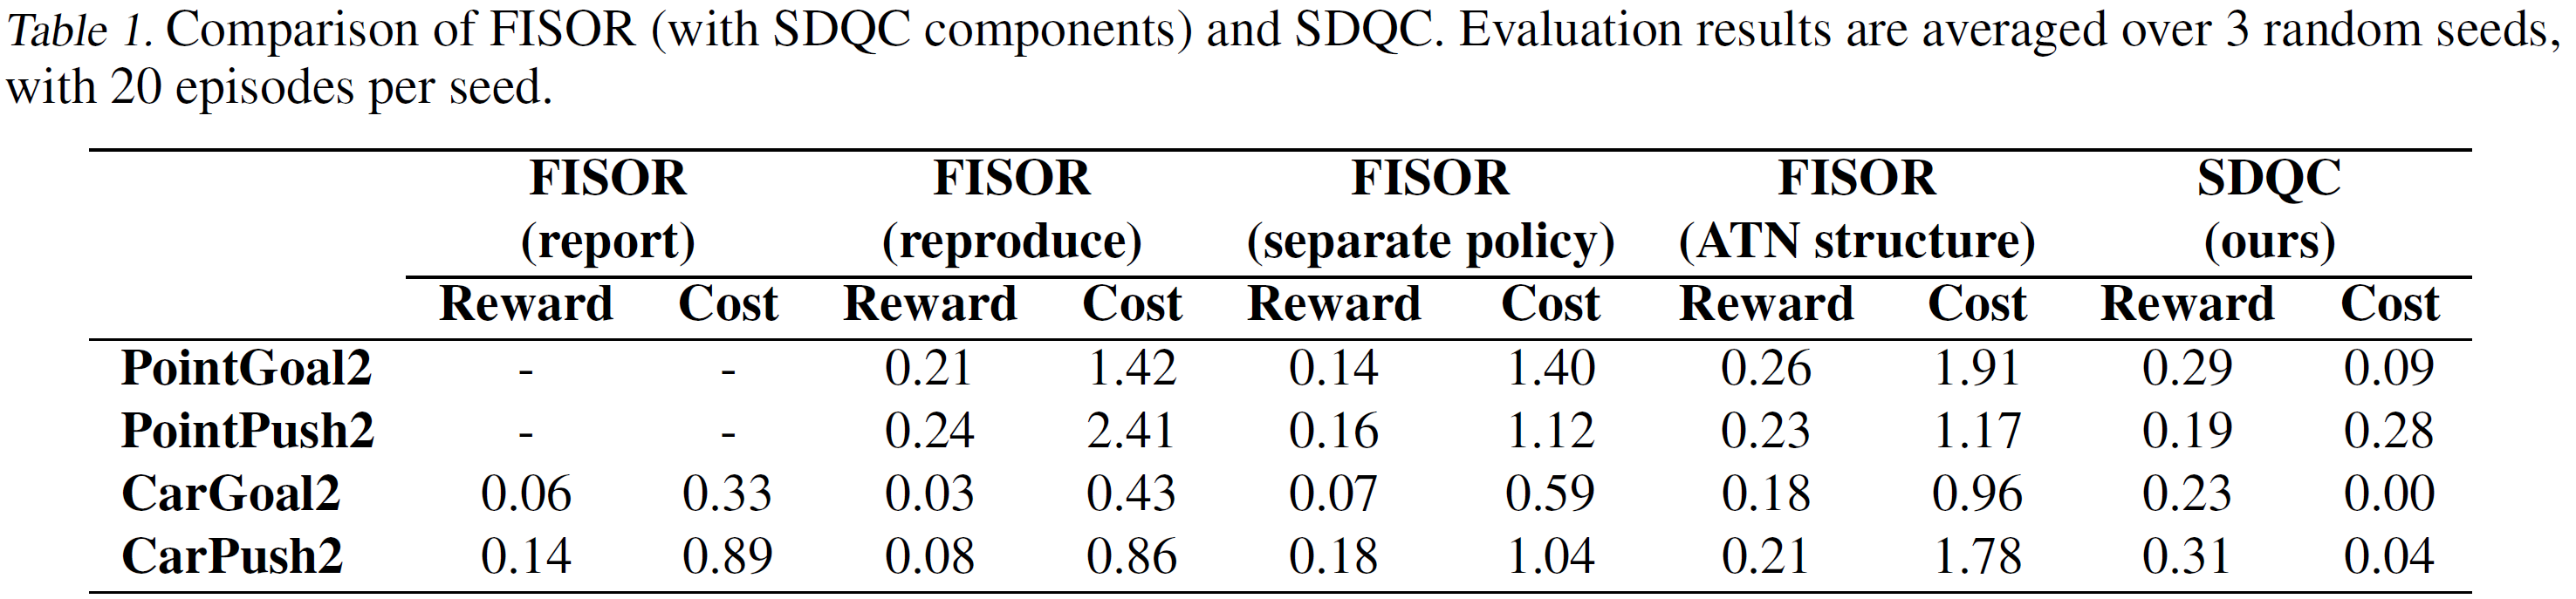 Table 1. Comparison of FISOR (with SDQC components) and SDQC. Evaluation results are averaged over 3 random seeds,
with 20 episodes per seed.
FISOR FISOR FISOR FISOR SDQC
(report) (reproduce) (separate policy) (ATN structure) (ours)
Reward Cost Reward Cost Reward Cost Reward Cost Reward Cost
PointGoal2 - - 0.21 1.42 0.14 1.40 0.26 1.91 0.29 0.09
PointPush2 - - 0.24 2.41 0.16 1.12 0.23 1.17 0.19 0.28
CarGoal2 0.06 0.33 0.03 0.43 0.07 0.59 0.18 0.96 0.23 0.00
CarPush2 0.14 0.89 0.08 0.86 0.18 1.04 0.21 1.78 0.31 0.04